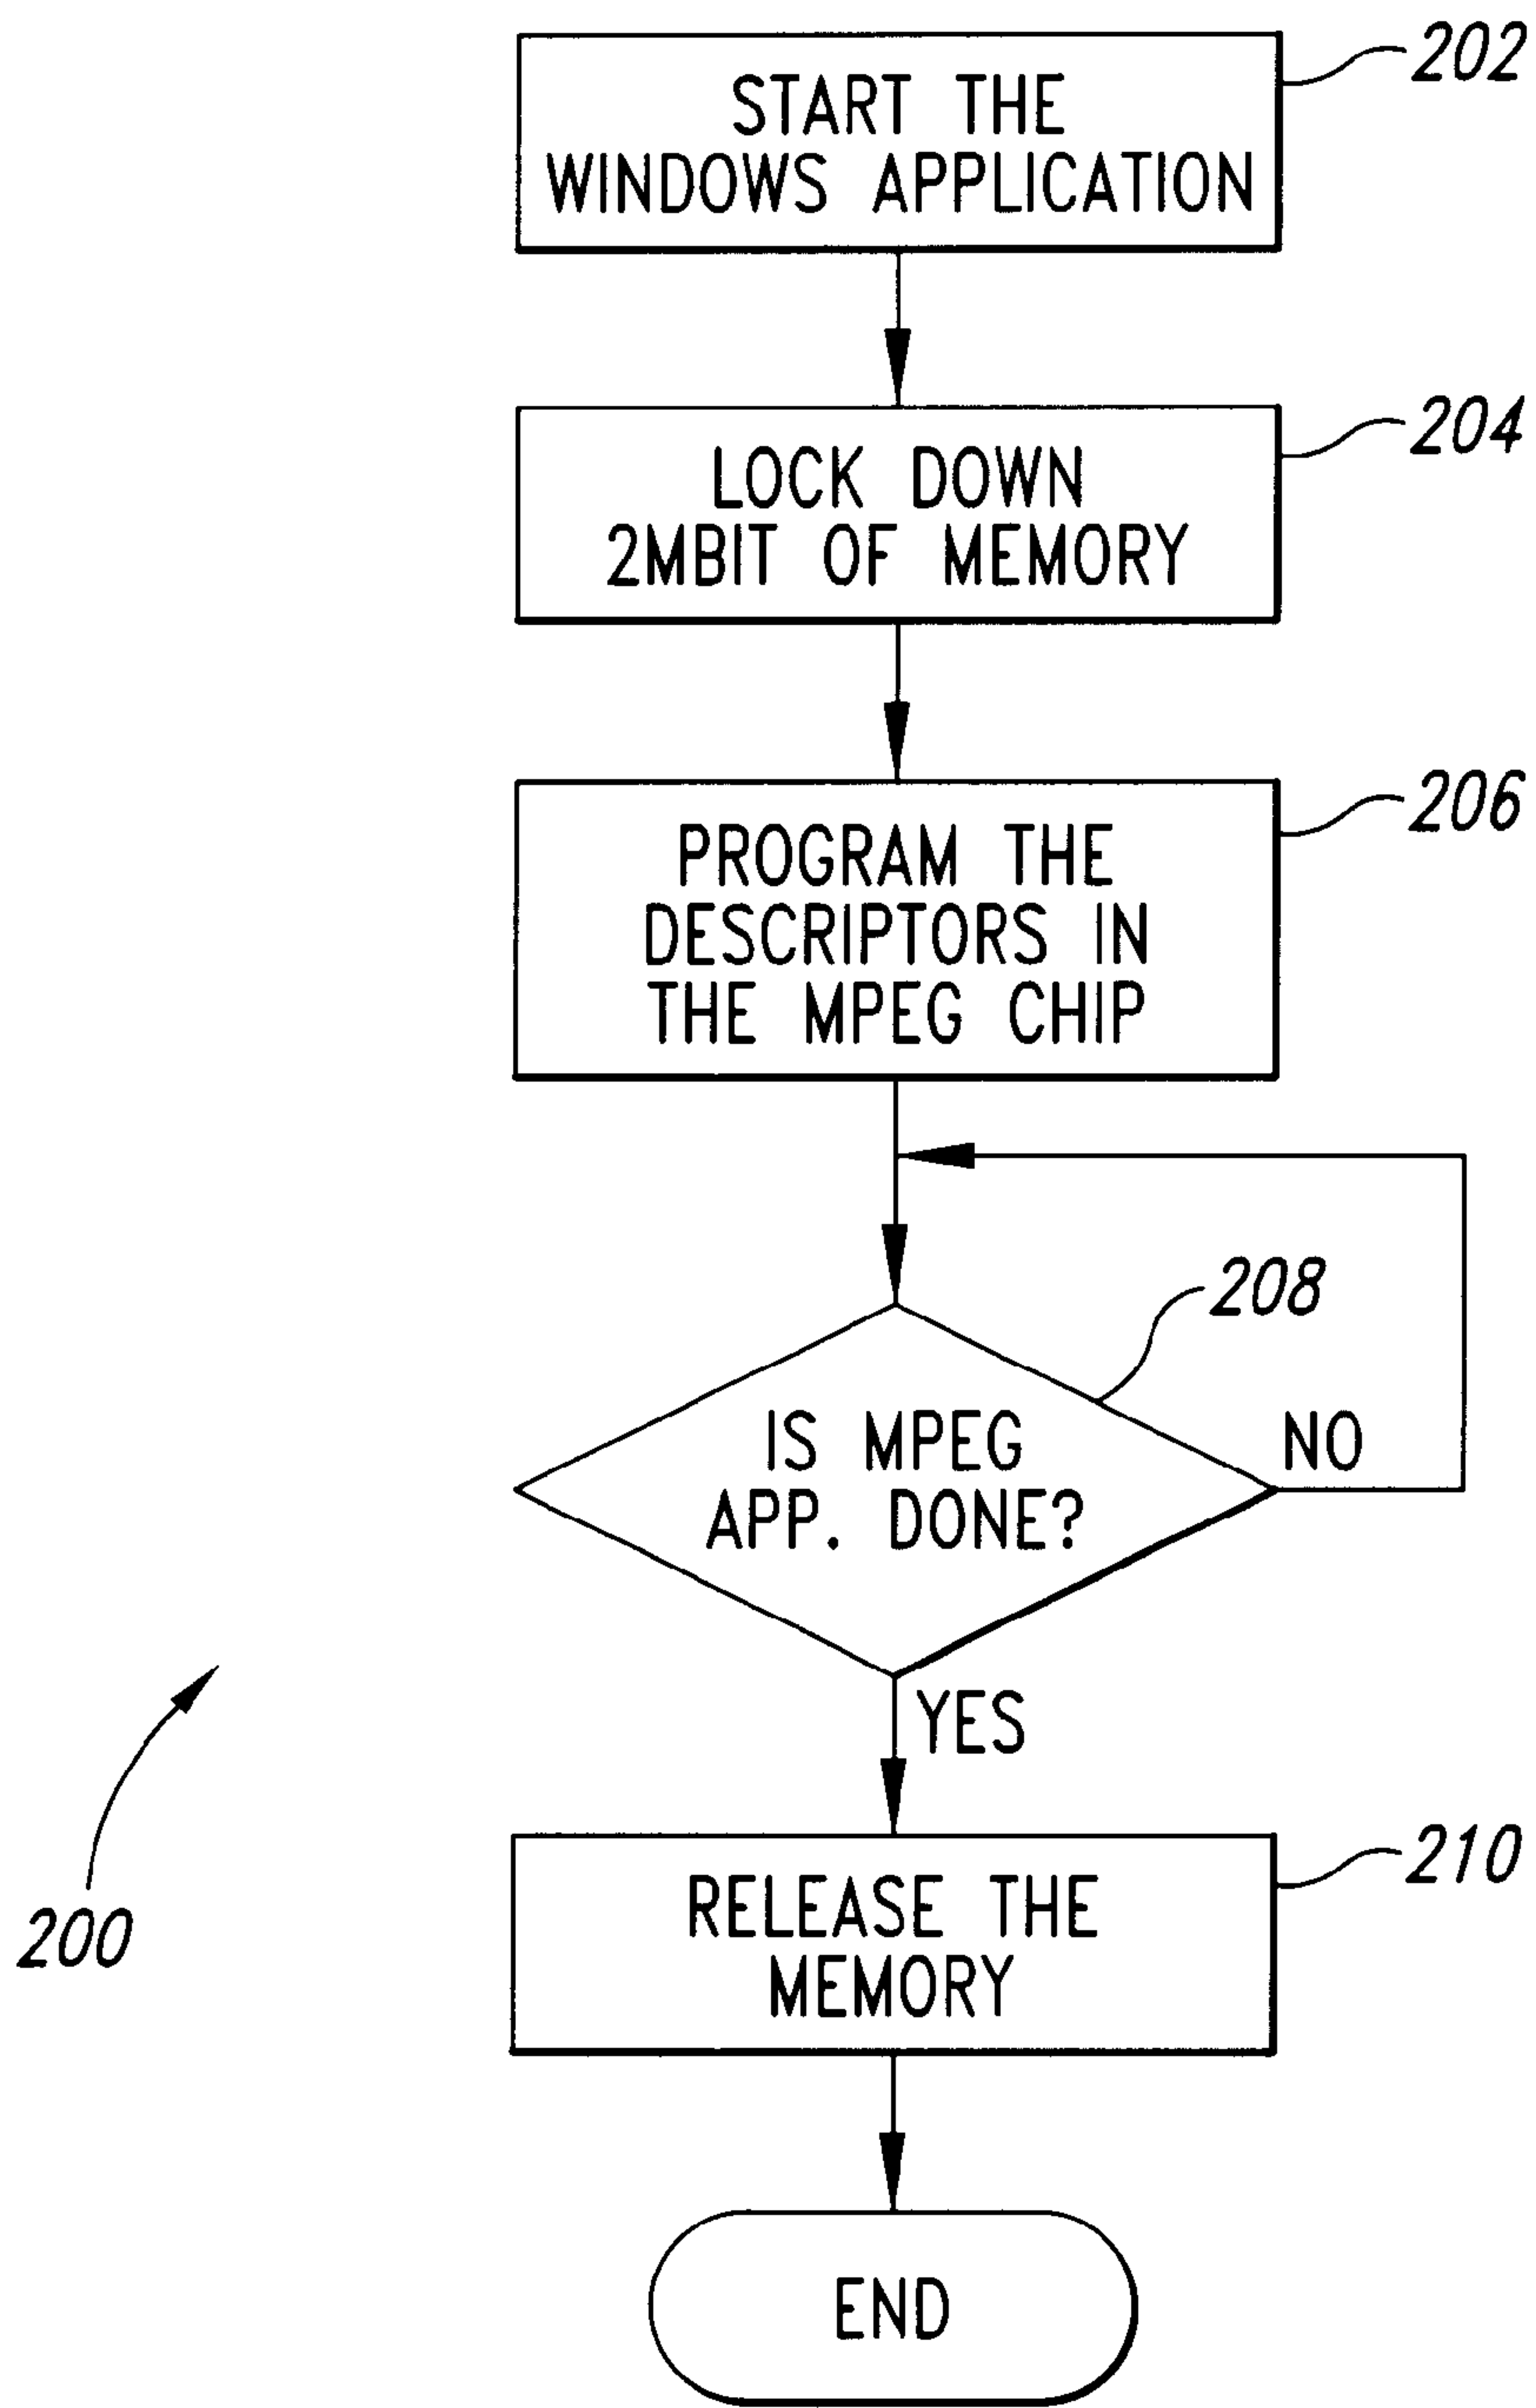 202
START THE
WINDOWS APPLICATION
204
LOCK DOWN
2MBIT OF MEMORY
206
PROGRAM THE
DESCRIPTORS IN
THE MPEG CHIP
208
IS MPEG
APP. DONE?
NO
YES
200
210
RELEASE THE
MEMORY
END